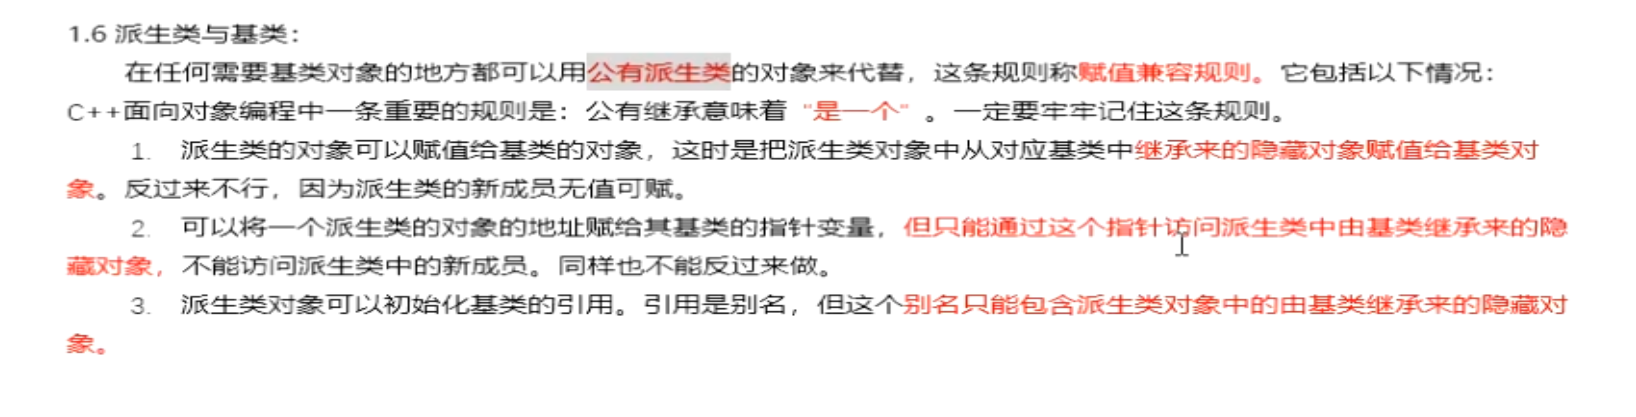 1.6 派生类与基类：
在任何需要基类对象的地方都可以用公有派生类的对象来代替，这条规则称赋值兼容规则。它包括以下情况：
C++面向对象编程中一条重要的规则是：公有继承意味着“是一个”。一定要牢牢记住这条规则。
1. 派生类的对象可以赋值给基类的对象，这时是把派生类对象中从对应基类中继承来的隐藏对象赋值给基类对
象。反过来不行，因为派生类的新成员无值可赋。
2. 可以将一个派生类的对象的地址赋给其基类的指针变量，但只能通过这个指针访问派生类中由基类继承来的隐
藏对象，不能访问派生类中的新成员。同样也不能反过来做。
3. 派生类对象可以初始化基类的引用。引用是别名，但这个别名只能包含派生类对象中的由基类继承来的隐藏对
象。